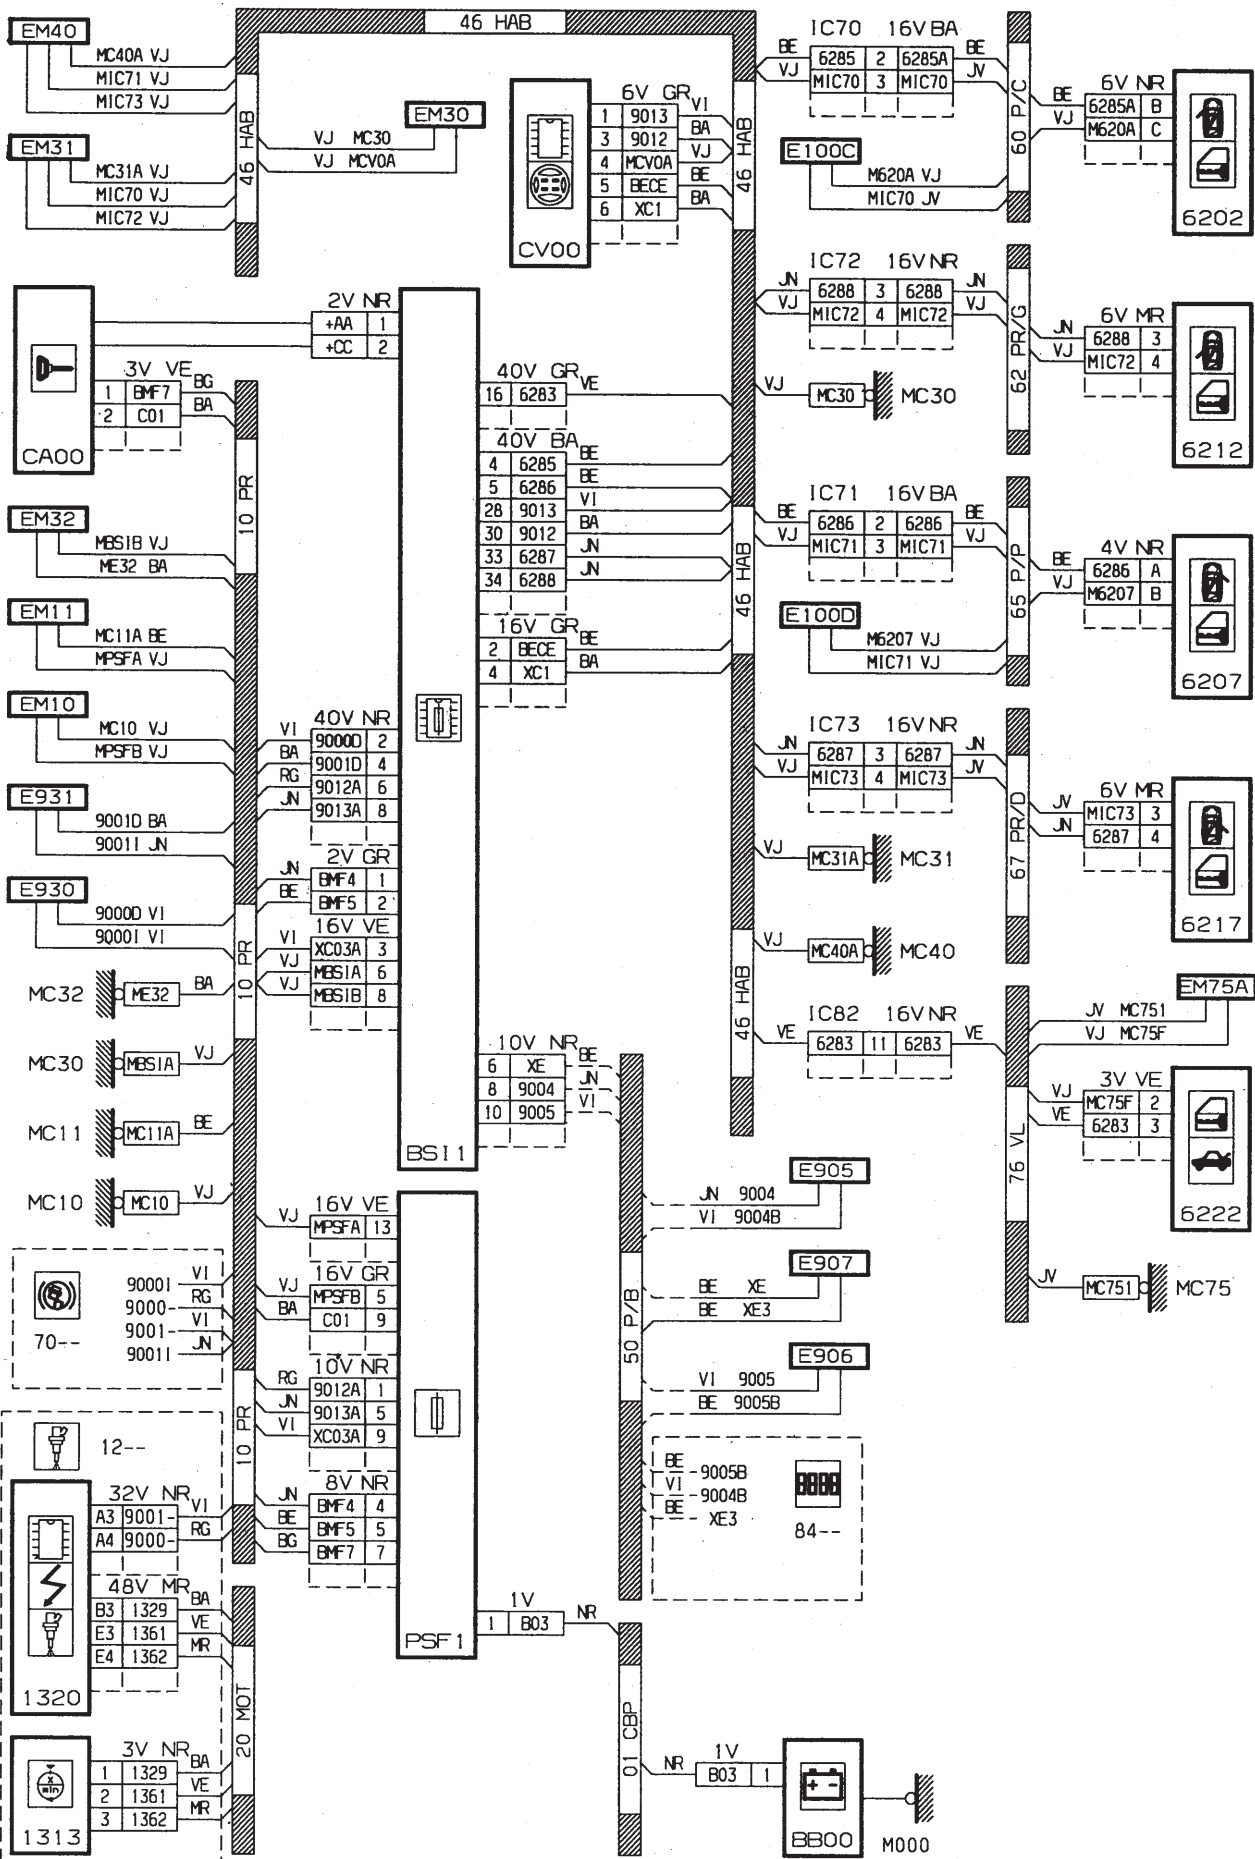 46 HAB
EM40
MC40A VJ
MIC71 VJ
MIC73 VJ
EM31
MC31A VJ
MIC70 VJ
MIC72 VJ
46 HAB
EM30
VJ MC30
VJ MCV0A
CV00
6V GR
1 9013 VI
3 9012 BA
4 MCV0A VJ
5 BECE BE
6 XC1 BA
46 HAB
IC70 16V BA
BE 6285 2 6285A BE
VJ MIC70 3 MIC70 JV
E100C
M620A VJ
MIC70 JV
60 P/C
6V NR
BE 6285A B
VJ M620A C
6202
IC72 16V NR
JN 6288 3 6288 JN
VJ MIC72 4 MIC72 VJ
62 PR/G
6V MR
JN 6288 3
VJ MIC72 4
6212
VJ MC30 MC30
CA00
2V NR
+AA 1
+CC 2
3V VE
1 BMF7 BG
2 C01 BA
10 PR
40V GR
16 6283 VE
40V BA
4 6285 BE
5 6286 BE
28 9013 VI
30 9012 BA
33 6287 JN
34 6288 JN
16V GR
2 BECE BE
4 XC1 BA
46 HAB
IC71 16V BA
BE 6286 2 6286 BE
VJ MIC71 3 MIC71 VJ
E100D
M6207 VJ
MIC71 VJ
65 P/P
4V NR
BE 6286 A
VJ M6207 B
6207
EM32
MBSIB VJ
ME32 BA
EM11
MC11A BE
MPSFA VJ
EM10
MC10 VJ
MPSFB VJ
E931
9001D BA
9001I JN
E930
9000D VI
9000I VI
10 PR
40V NR
VI 9000D 2
BA 9001D 4
RG 9012A 6
JN 9013A 8
2V GR
JN BMF4 1
BE BMF5 2
16V VE
VI XC03A 3
VJ MBSIA 6
VJ MBSIB 8
IC73 16V NR
JN 6287 3 6287 JN
VJ MIC73 4 MIC73 JV
67 PR/D
6V MR
JV MIC73 3
JN 6287 4
6217
VJ MC31A MC31
VJ MC40A MC40
46 HAB
MC32 ME32 BA
MC30 MBSIA VJ
MC11 MC11A BE
MC10 MC10 VJ
10V NR
6 XE BE
8 9004 JN
10 9005 VI
BSI1
IC82 16V NR
VE 6283 11 6283 VE
EM75A
JV MC751
VJ MC75F
3V VE
VJ MC75F 2
VE 6283 3
76 VL
6222
JV MC751 MC75
16V VE
VJ MPSFA 13
16V GR
VJ MPSFB 5
BA C01 9
10V NR
RG 9012A 1
JN 9013A 5
VI XC03A 9
8V NR
JN BMF4 4
BE BMF5 5
BG BMF7 7
PSF1
1V
1 B03 NR
E905
JN 9004
VI 9004B
E907
BE XE
BE XE3
E906
VI 9005
BE 9005B
50 P/B
BE 9005B
VI 9004B
BE XE3
84--
70--
9000I VI
9000- RG
9001- VI
9001I JN
10 PR
12--
32V NR
A3 9001- VI
A4 9000- RG
48V MR
B3 1329 BA
E3 1361 VE
E4 1362 MR
1320
20 MOT
3V NR
1 1329 BA
2 1361 VE
3 1362 MR
x
min
1313
01 CBP
1V
NR B03 1
+ -
BB00
M000